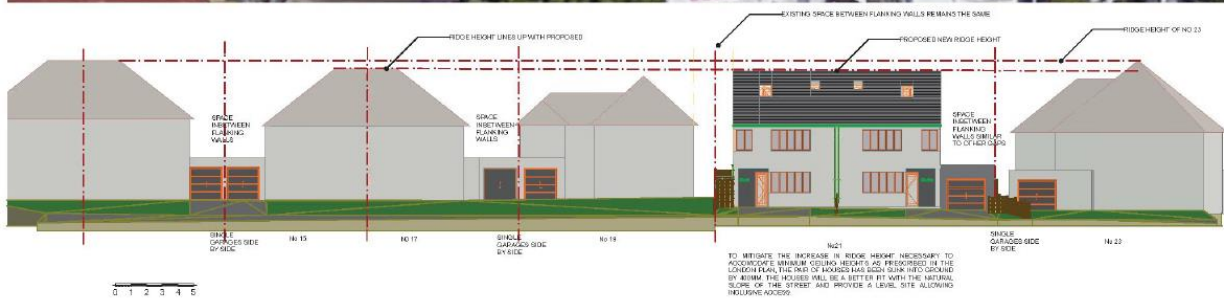 EXISTING SPACE BETWEEN FLANKING WALLS REMAINS THE SAME
RIDGE HEIGHT LINES UP WITH PROPOSED
PROPOSED NEW RIDGE HEIGHT
RIDGE HEIGHT OF NO 23
SPACE
INBETWEEN
FLANKING
WALLS
SPACE
INBETWEEN
FLANKING
WALLS
SPACE
INBETWEEN
FLANKING
WALLS SIMILAR
TO OTHER GAPS
SINGLE
GARAGES SIDE
BY SIDE
No 15
N0 17
SINGLE
GARAGES SIDE
BY SIDE
No 19
No21
SINGLE
GARAGES SIDE
BY SIDE
No 23
TO MITIGATE THE INCREASE IN RIDGE HEIGHT NECESSARY TO
ACCOMODATE MINIMUM CEILING HEIGHTS AS PRESCRIBED IN THE
LONDON PLAN, THE PAIR OF HOUSES HAS BEEN SUNK INTO GROUND
BY 400MM. THE HOUSES WILL BE A BETTER FIT WITH THE NATURAL
SLOPE OF THE STREET AND PROVIDE A LEVEL SITE ALLOWING
INCLUSIVE ACCESS
0 1 2 3 4 5